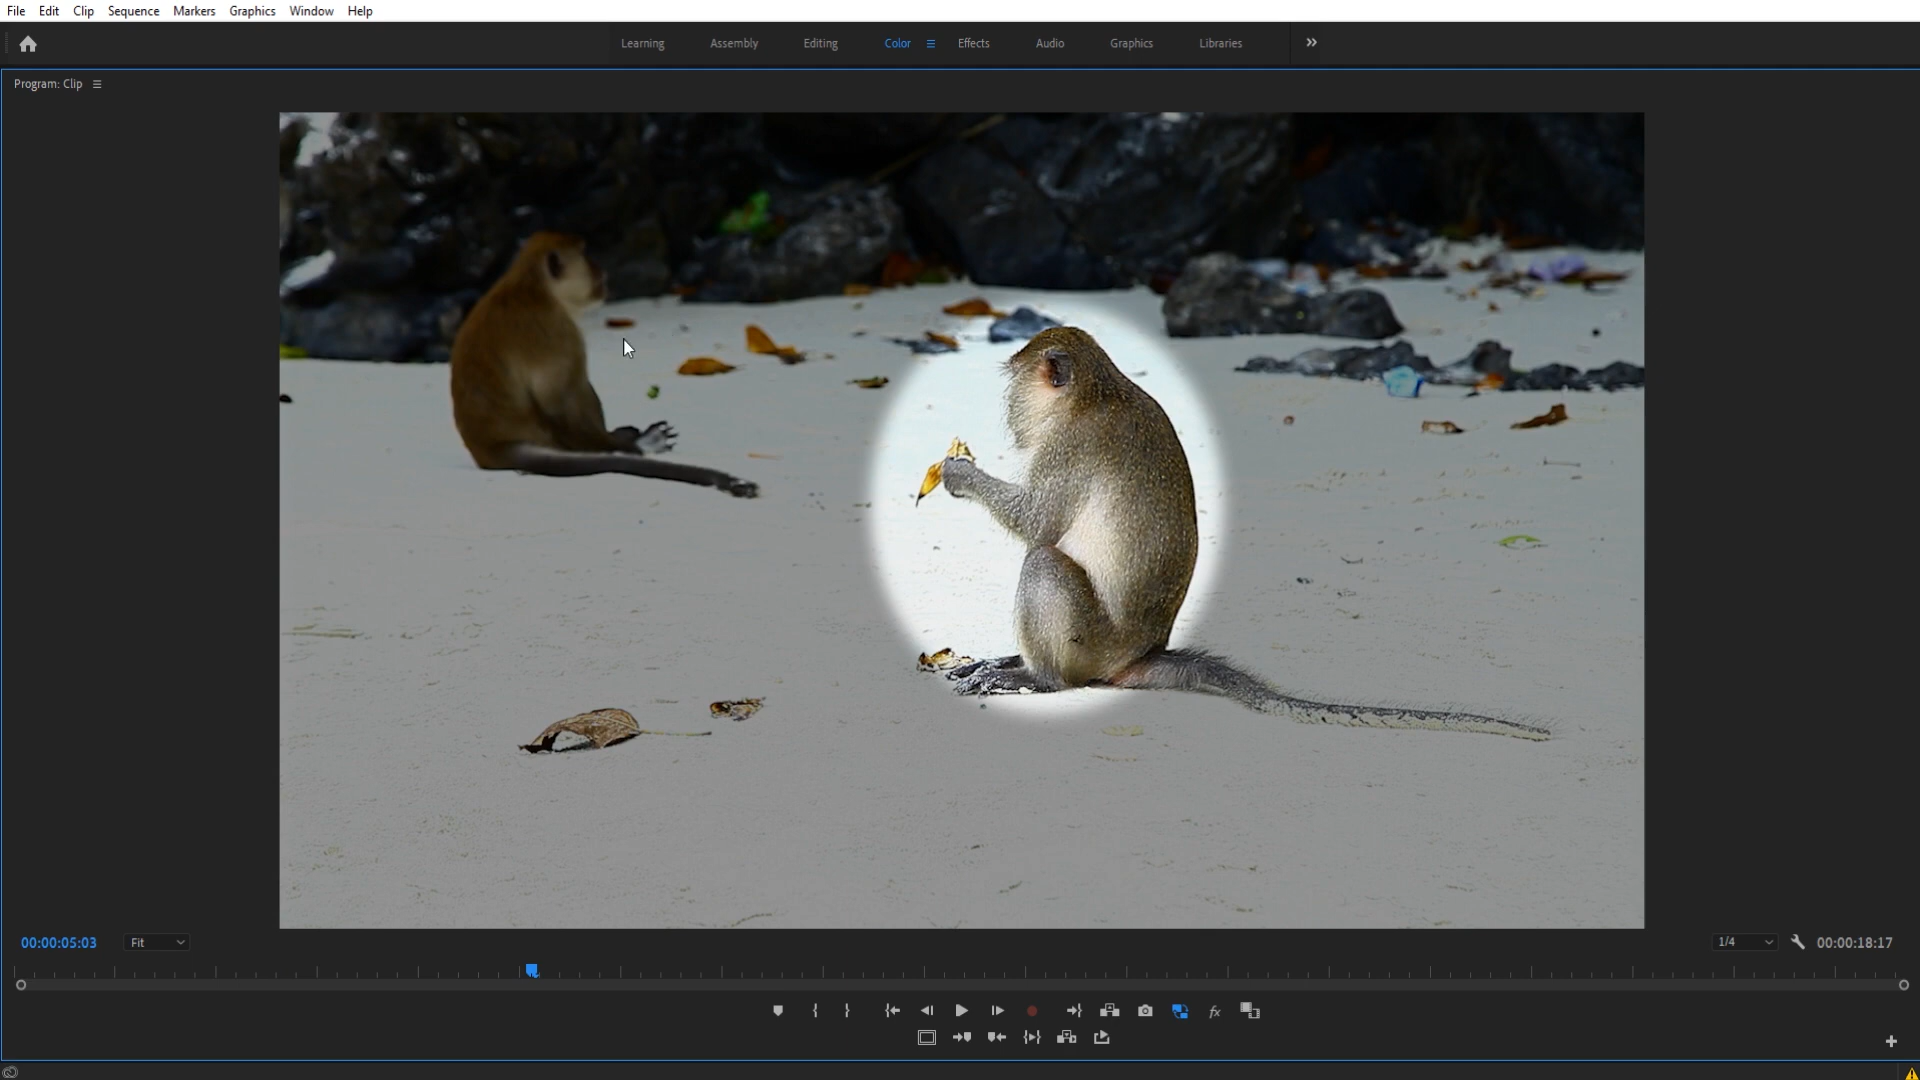 File Edit Clip Sequence Markers Graphics Window Help
Learning Assembly Editing Color Effects Audio Graphics Libraries
Program: Clip
00:00:05:03 Fit 1/4 00:00:18:17
fx